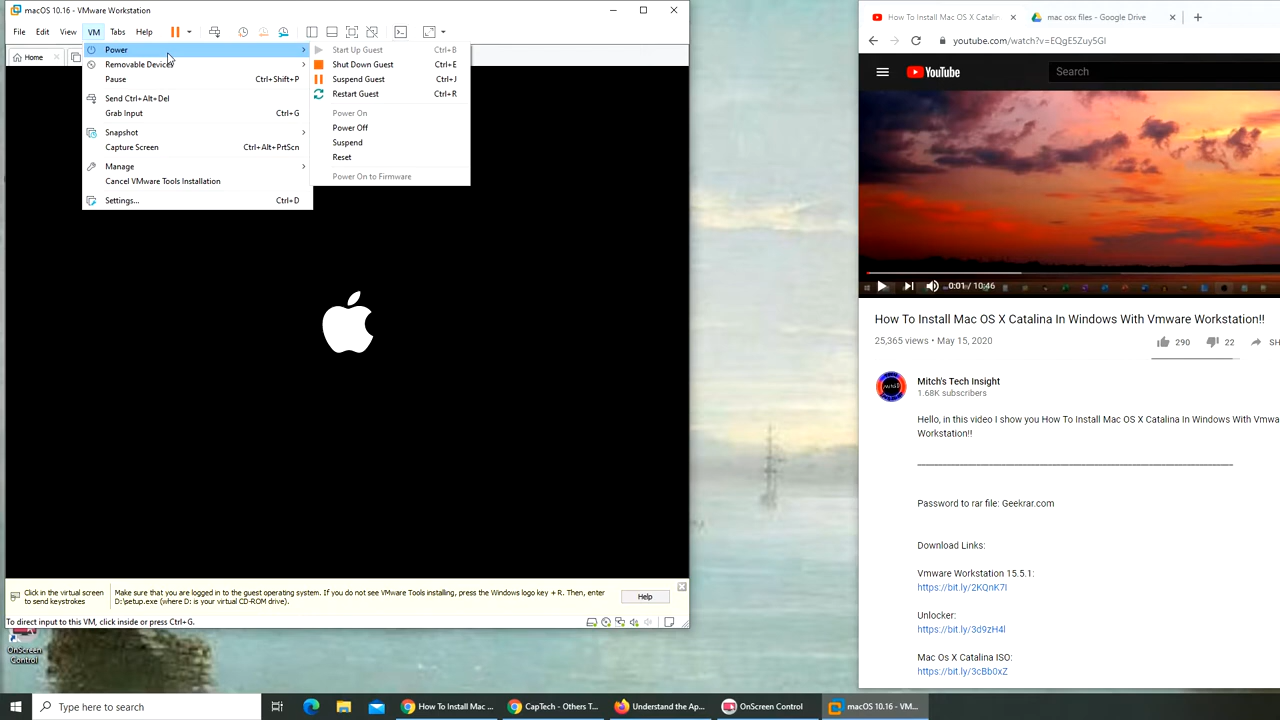 macOS 10.16 - VMware Workstation
File Edit View VM Tabs Help
Home
Power
Removable Devices
Pause Ctrl+Shift+P
Send Ctrl+Alt+Del
Grab Input Ctrl+G
Snapshot
Capture Screen Ctrl+Alt+PrtScn
Manage
Cancel VMware Tools Installation
Settings... Ctrl+D
Start Up Guest Ctrl+B
Shut Down Guest Ctrl+E
Suspend Guest Ctrl+J
Restart Guest Ctrl+R
Power On
Power Off
Suspend
Reset
Power On to Firmware
Click in the virtual screen
to send keystrokes
Make sure that you are logged in to the guest operating system. If you do not see VMware Tools installing, press the Windows logo key + R. Then, enter
D:\setup.exe (where D: is your virtual CD-ROM drive).
Help
To direct input to this VM, click inside or press Ctrl+G.
OnScreen
Control
How To Install Mac OS X Catalin
mac osx files - Google Drive
youtube.com/watch?v=EQgE5Zuy5GI
YouTube
Search
0:01 / 10:46
How To Install Mac OS X Catalina In Windows With Vmware Workstation!!
25,365 views • May 15, 2020
290 22 SH
Mitch's Tech Insight
1.68K subscribers
Hello, in this video I show you How To Install Mac OS X Catalina In Windows With Vmwa
Workstation!!
Password to rar file: Geekrar.com
Download Links:
Vmware Workstation 15.5.1:
https://bit.ly/2KQnK7I
Unlocker:
https://bit.ly/3d9zH4l
Mac Os X Catalina ISO:
https://bit.ly/3cBb0xZ
Type here to search
How To Install Mac ...
CapTech - Others T...
Understand the Ap...
OnScreen Control
macOS 10.16 - VM...